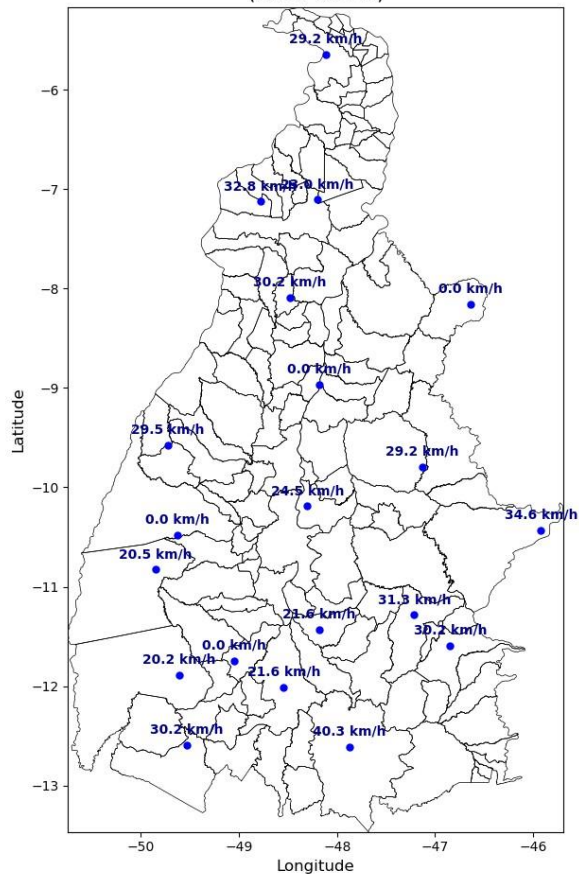 29.2 km/h
−6
32.8 km/h
−7
30.2 km/h
0.0 km/h
−8
0.0 km/h
−9
29.5 km/h
29.2 km/h
24.5 km/h
−10
34.6 km/h
0.0 km/h
20.5 km/h
−11
31.3 km/h
21.6 km/h
30.2 km/h
0.0 km/h
20.2 km/h
21.6 km/h
−12
30.2 km/h
40.3 km/h
−13
Latitude
−50 −49 −48 −47 −46
Longitude